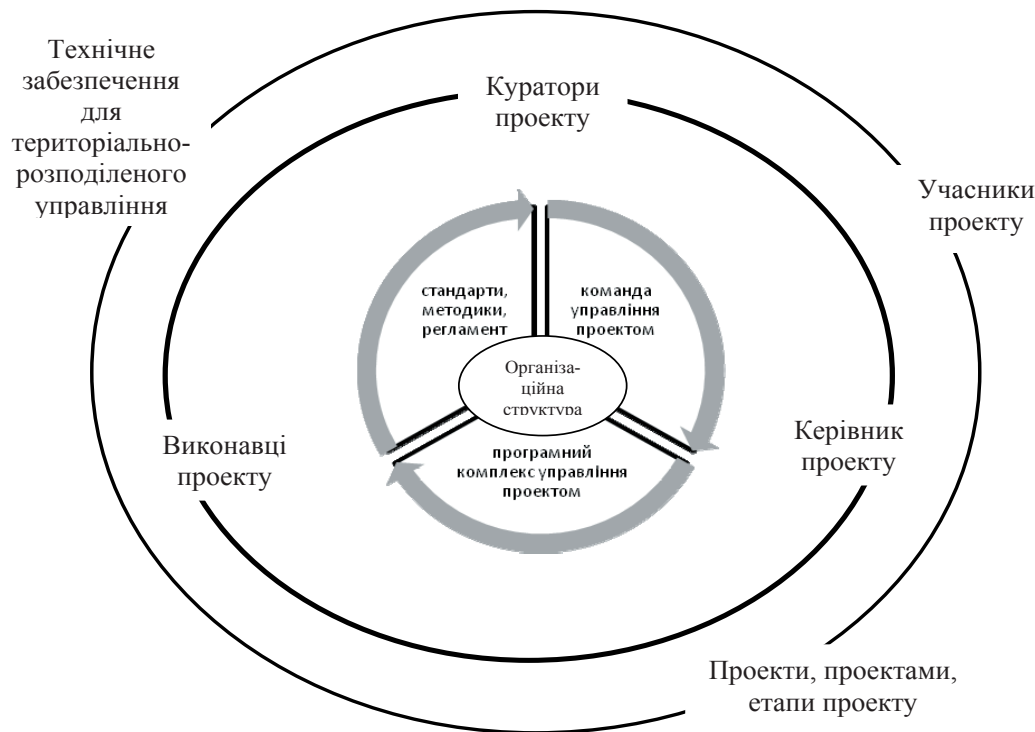 Технічне
забезпечення
для
територіально-
розподіленого
управління
Куратори
проекту
Учасники
проекту
стандарти,
методики,
регламент
команда
управління
проектом
Організа-
ційна
структура
програмний
комплекс управління
проектом
Виконавці
проекту
Керівник
проекту
Проекти, проектами,
етапи проекту